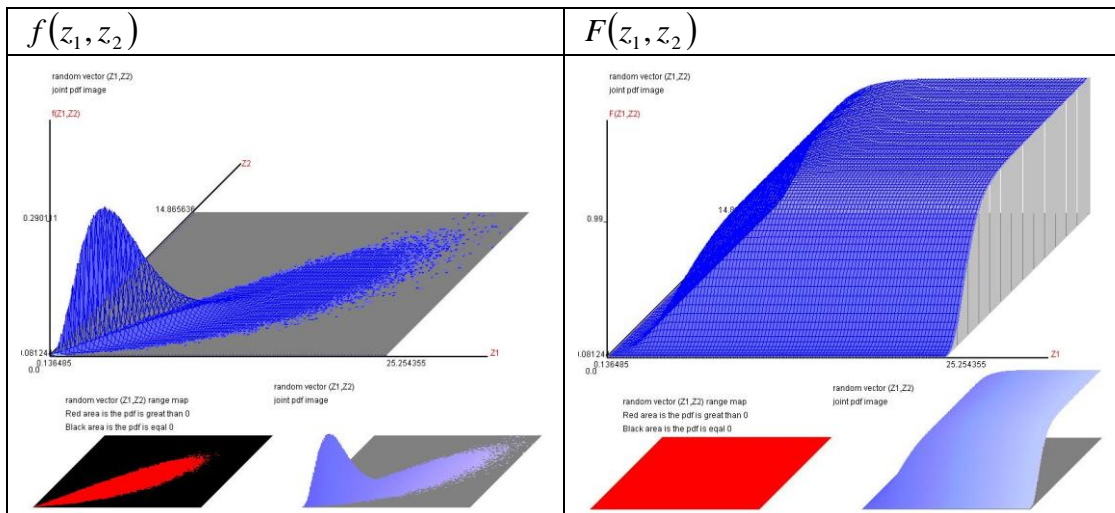 f(z₁, z₂)
F(z₁, z₂)
random vector (Z1,Z2)
joint pdf image
f(Z1,Z2)
Z2
14.865636
0.290111
Z1
.08124
0.136485
0.0
25.254355
random vector (Z1,Z2) range map
Red area is the pdf is great than 0
Black area is the pdf is eqal 0
random vector (Z1,Z2)
joint pdf image
random vector (Z1,Z2)
joint pdf image
F(Z1,Z2)
0.99
Z1
.08124
0.136485
0.0
25.254355
random vector (Z1,Z2) range map
Red area is the pdf is great than 0
Black area is the pdf is eqal 0
random vector (Z1,Z2)
joint pdf image